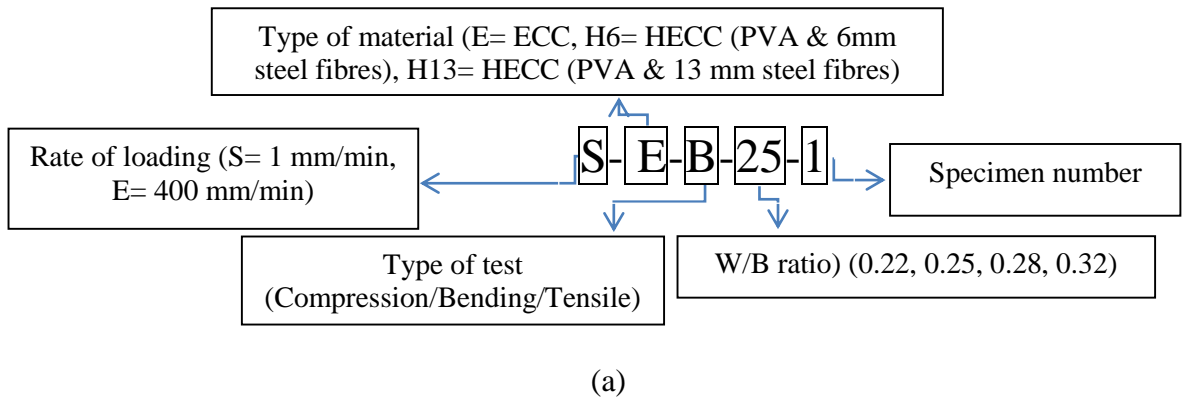 Type of material (E= ECC, H6= HECC (PVA & 6mm
steel fibres), H13= HECC (PVA & 13 mm steel fibres)
S- E-B-25-1
Rate of loading (S= 1 mm/min,
E= 400 mm/min)
Specimen number
Type of test
(Compression/Bending/Tensile)
W/B ratio) (0.22, 0.25, 0.28, 0.32)
(a)